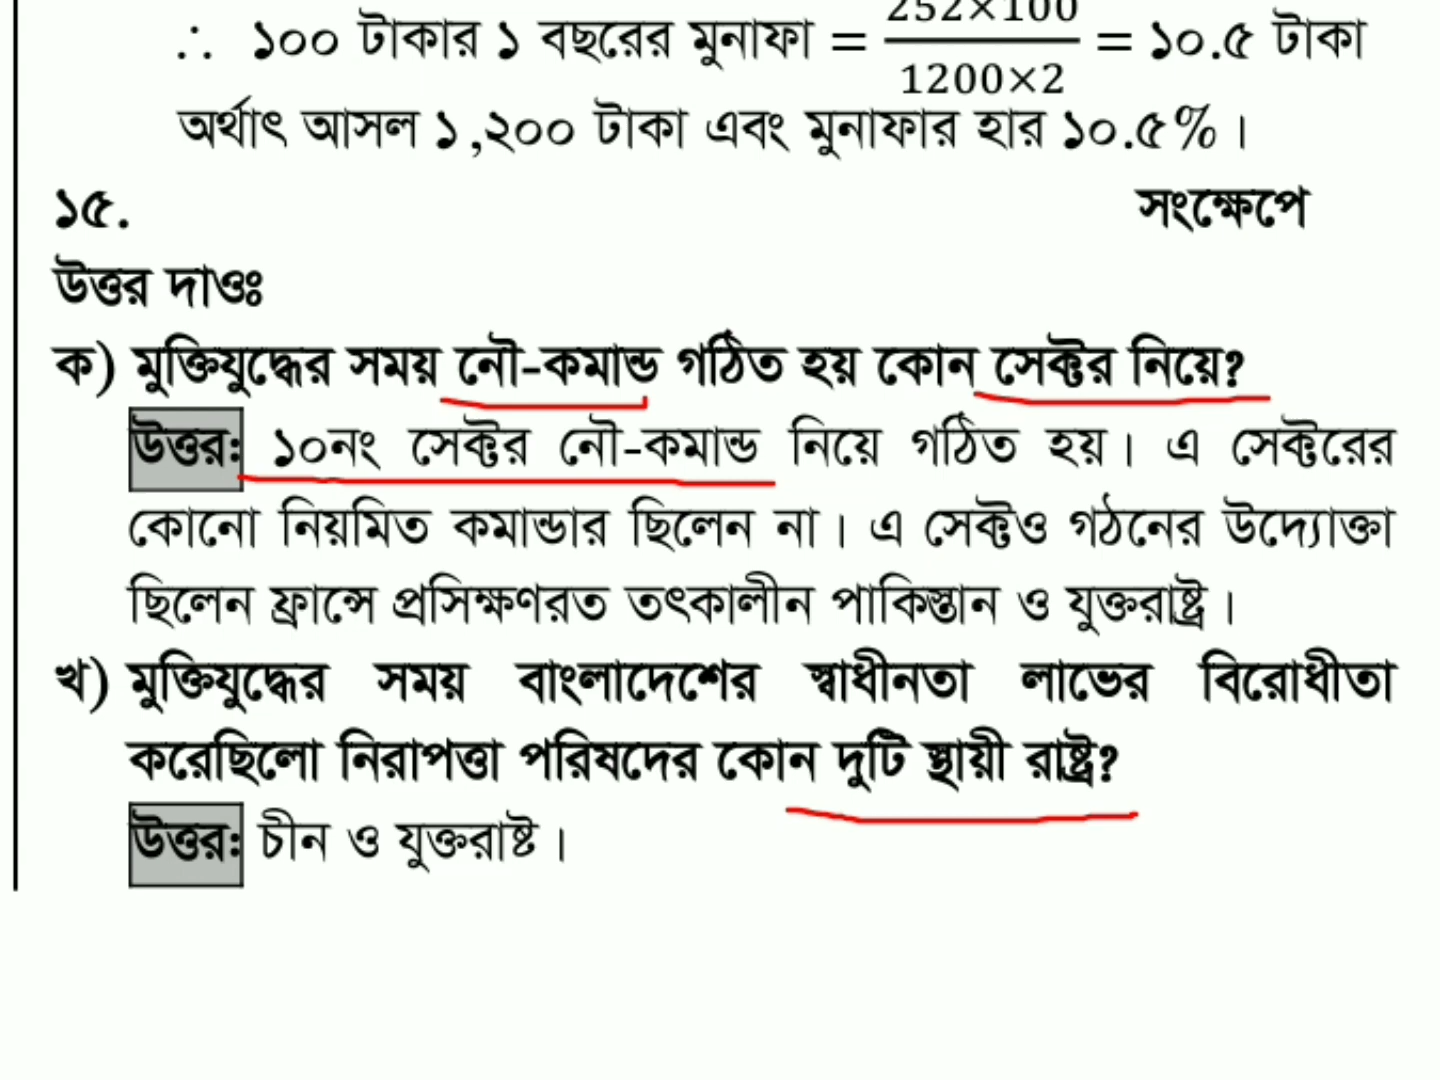 252×100
∴ ১০০ টাকার ১ বছরের মুনাফা = = ১০.৫ টাকা
1200×2
অর্থাৎ আসল ১,২০০ টাকা এবং মুনাফার হার ১০.৫%।
১৫. সংক্ষেপে
উত্তর দাওঃ
ক) মুক্তিযুদ্ধের সময় নৌ-কমান্ড গঠিত হয় কোন সেক্টর নিয়ে?
উত্তর: ১০নং সেক্টর নৌ-কমান্ড নিয়ে গঠিত হয়। এ সেক্টরের
কোনো নিয়মিত কমান্ডার ছিলেন না। এ সেক্টও গঠনের উদ্যোক্তা
ছিলেন ফ্রান্সে প্রসিক্ষণরত তৎকালীন পাকিস্তান ও যুক্তরাষ্ট্র।
খ) মুক্তিযুদ্ধের সময় বাংলাদেশের স্বাধীনতা লাভের বিরোধীতা
করেছিলো নিরাপত্তা পরিষদের কোন দুটি স্থায়ী রাষ্ট্র?
উত্তর: চীন ও যুক্তরাষ্ট।